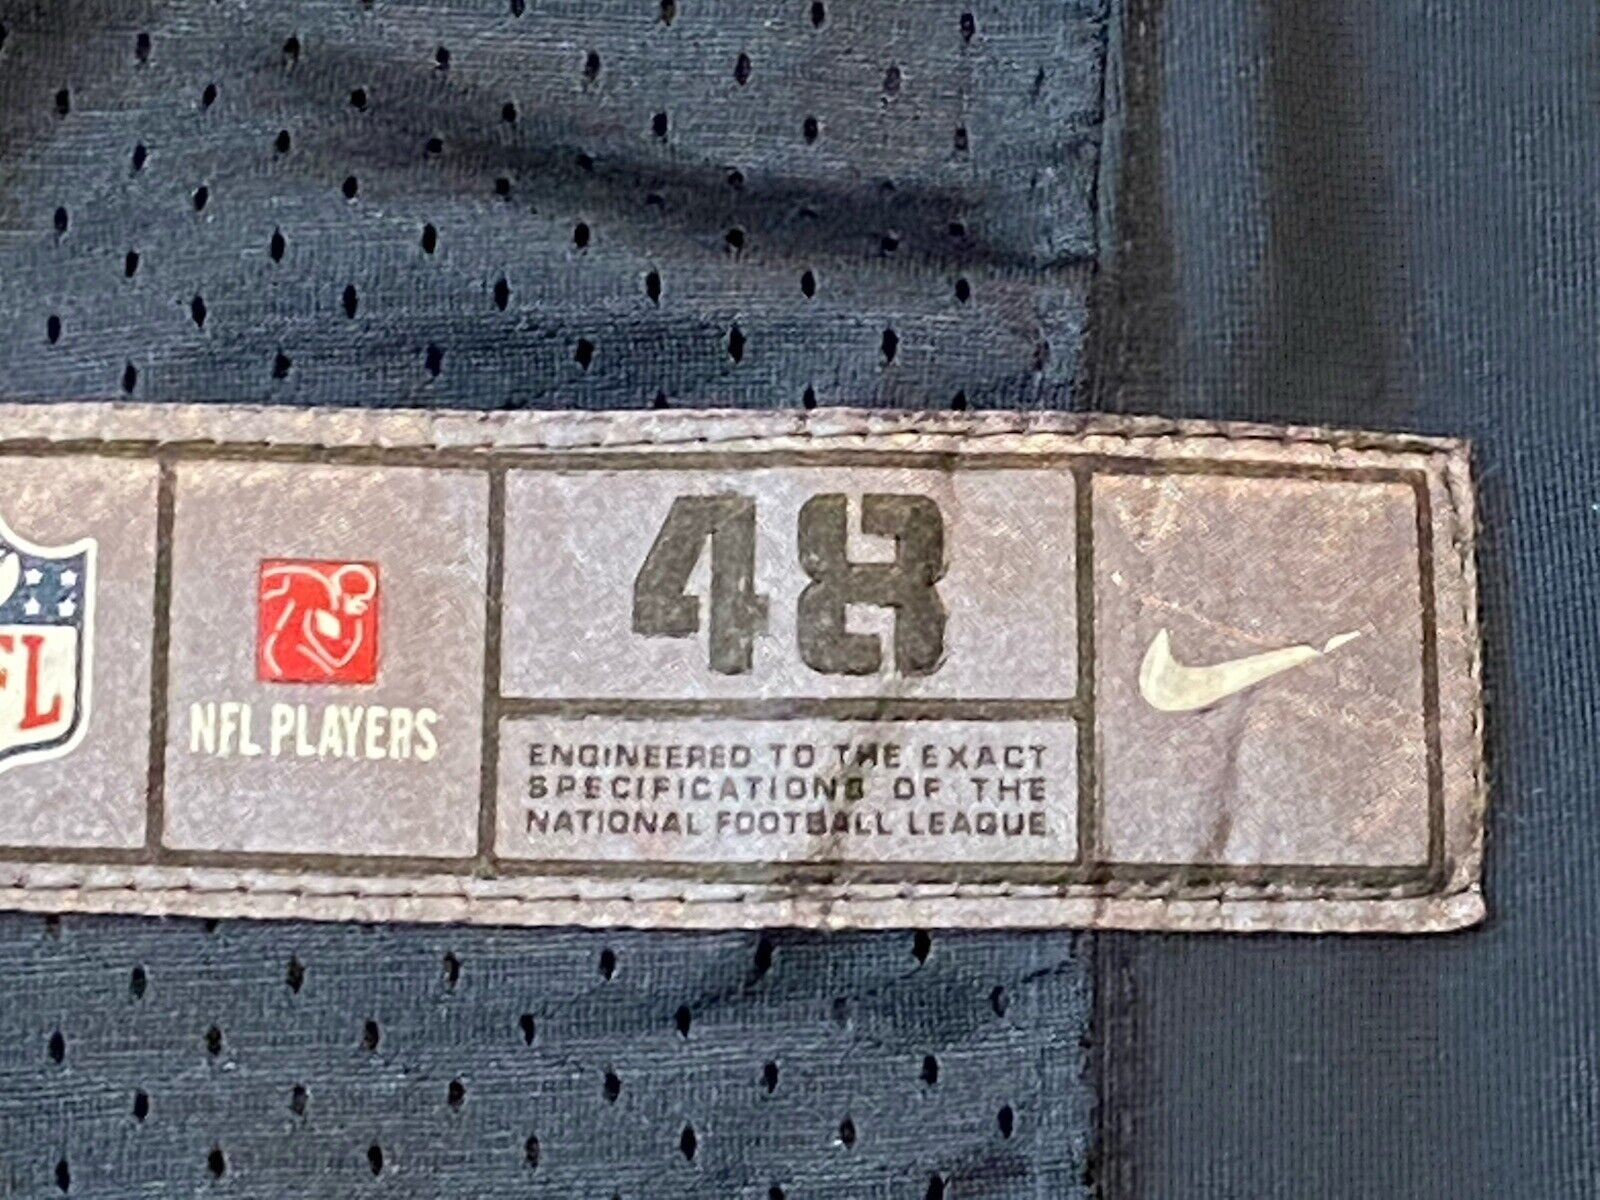 NFL
NFL PLAYERS
48
ENGINEERED TO THE EXACT
SPECIFICATIONS OF THE
NATIONAL FOOTBALL LEAGUE.